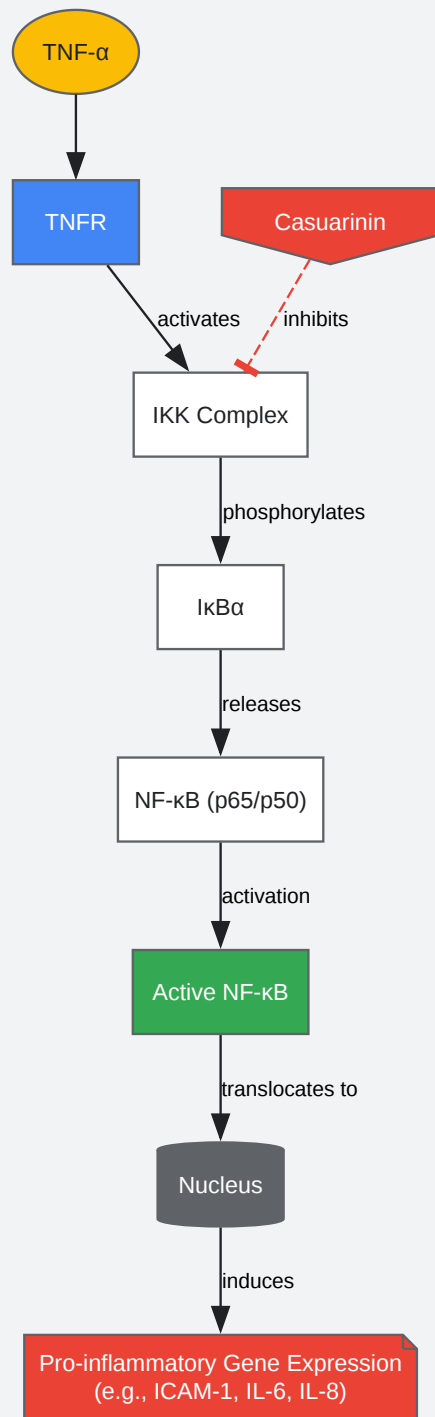 TNF-α
TNFR
Casuarinin
activates
inhibits
IKK Complex
phosphorylates
IκBα
releases
NF-κB (p65/p50)
activation
Active NF-κB
translocates to
Nucleus
induces
Pro-inflammatory Gene Expression
(e.g., ICAM-1, IL-6, IL-8)